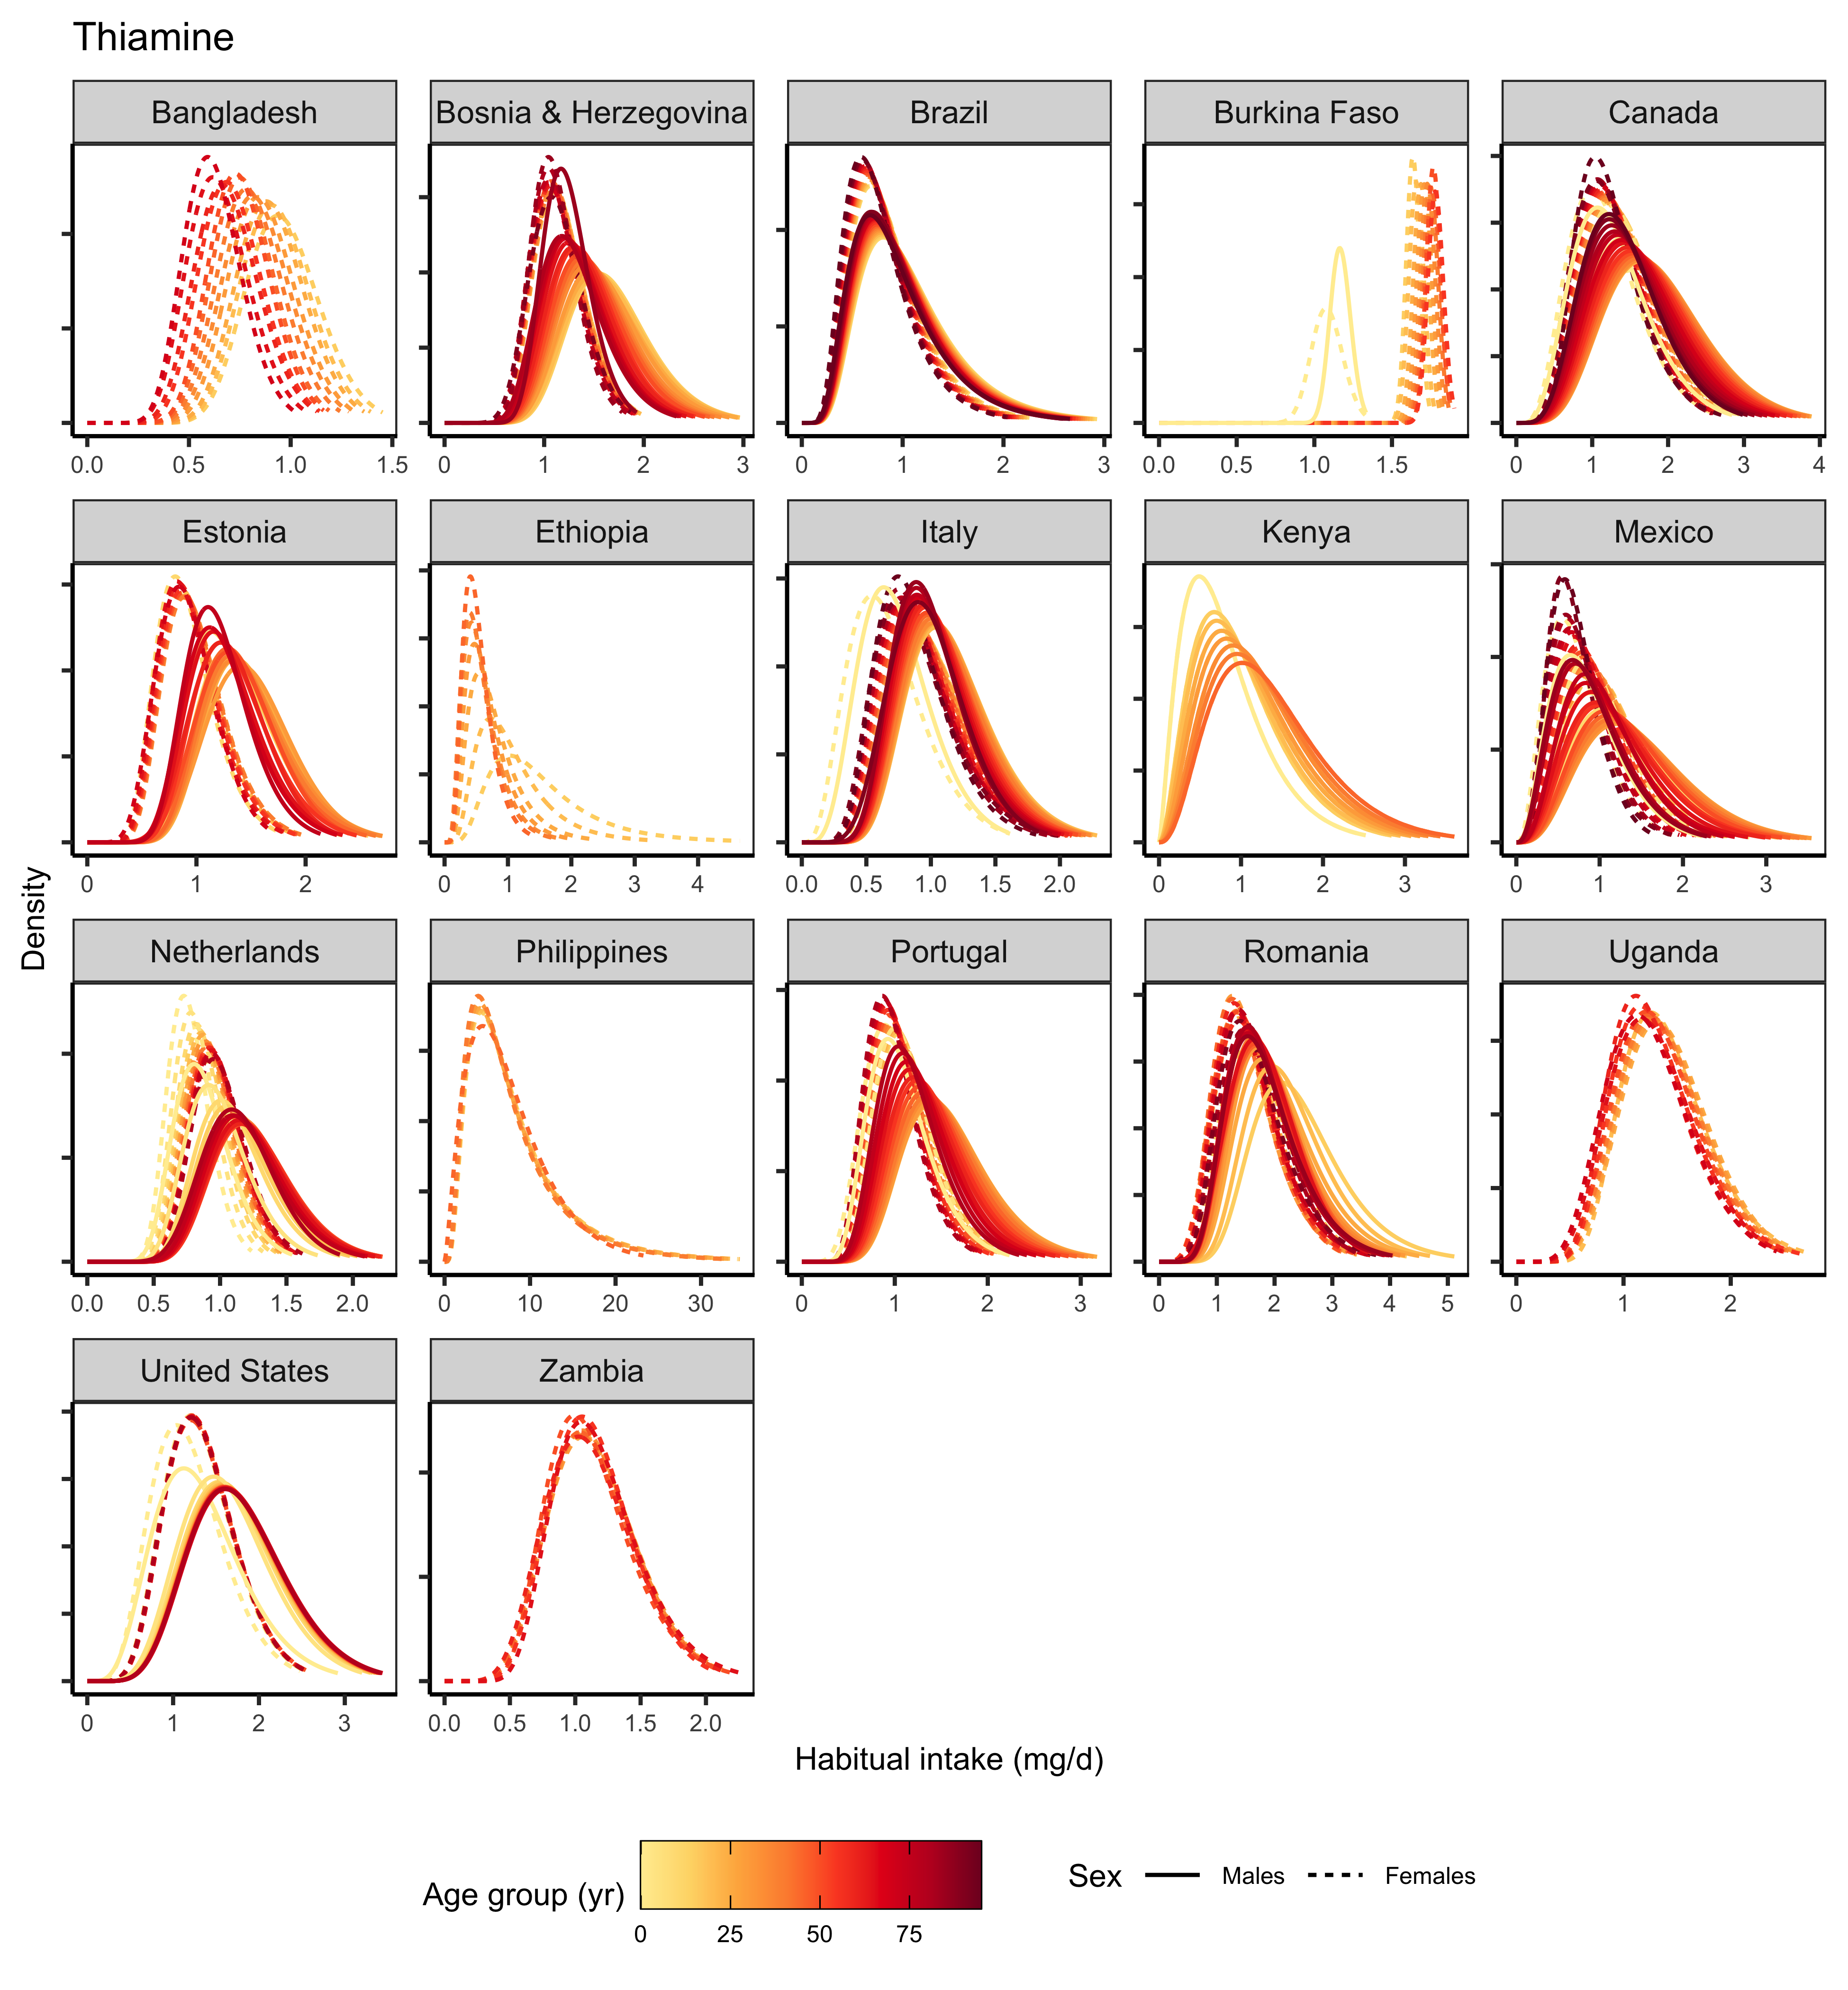 Thiamine
Bangladesh
Bosnia & Herzegovina
Brazil
Burkina Faso
Canada
0.0 0.5 1.0 1.5
0 1 2 3
0 1 2 3
0.0 0.5 1.0 1.5
0 1 2 3 4
Estonia
Ethiopia
Italy
Kenya
Mexico
0 1 2
0 1 2 3 4
0.0 0.5 1.0 1.5 2.0
0 1 2 3
0 1 2 3
Density
Netherlands
Philippines
Portugal
Romania
Uganda
0.0 0.5 1.0 1.5 2.0
0 10 20 30
0 1 2 3
0 1 2 3 4 5
0 1 2
United States
Zambia
0 1 2 3
0.0 0.5 1.0 1.5 2.0
Habitual intake (mg/d)
Age group (yr)
0 25 50 75
Sex Males Females